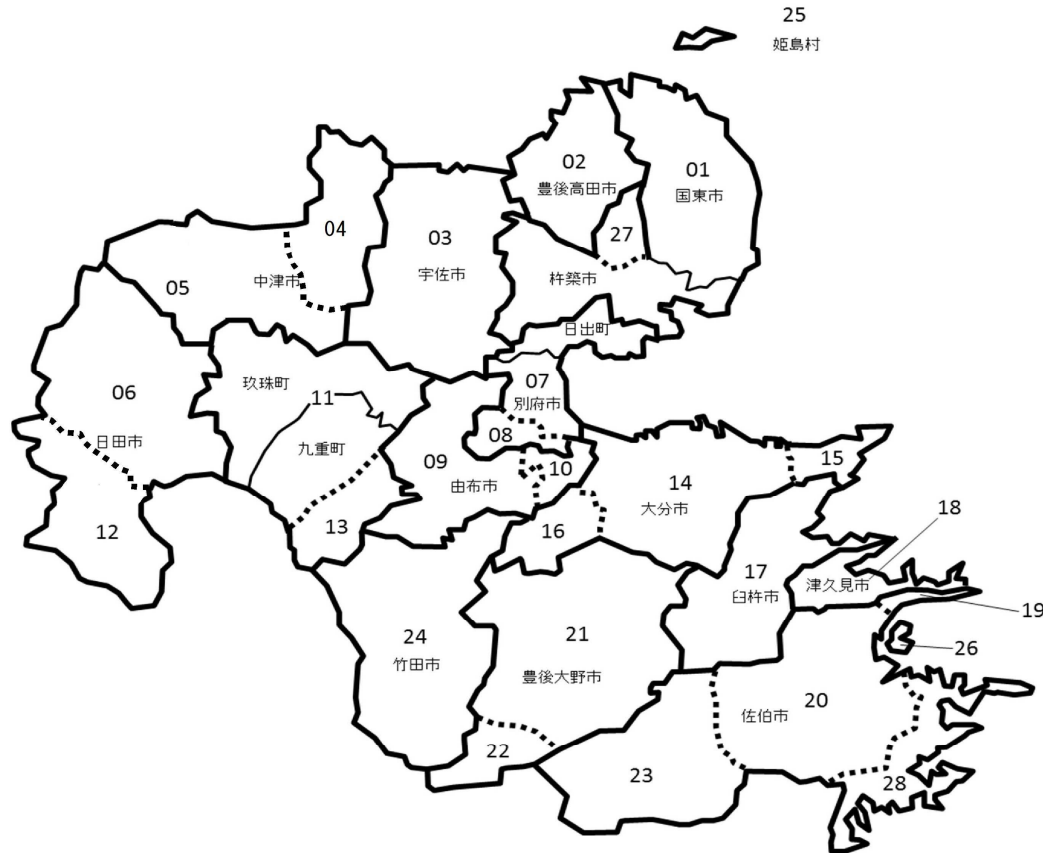 25
姫島村
02
豊後高田市
01
国東市
04
03
宇佐市
27
杵築市
05
中津市
日出町
06
日田市
玖珠町
11
九重町
07
別府市
08
09
由布市
10
14
大分市
15
12
13
16
17
臼杵市
18
津久見市
19
26
24
竹田市
21
豊後大野市
20
佐伯市
22
23
28